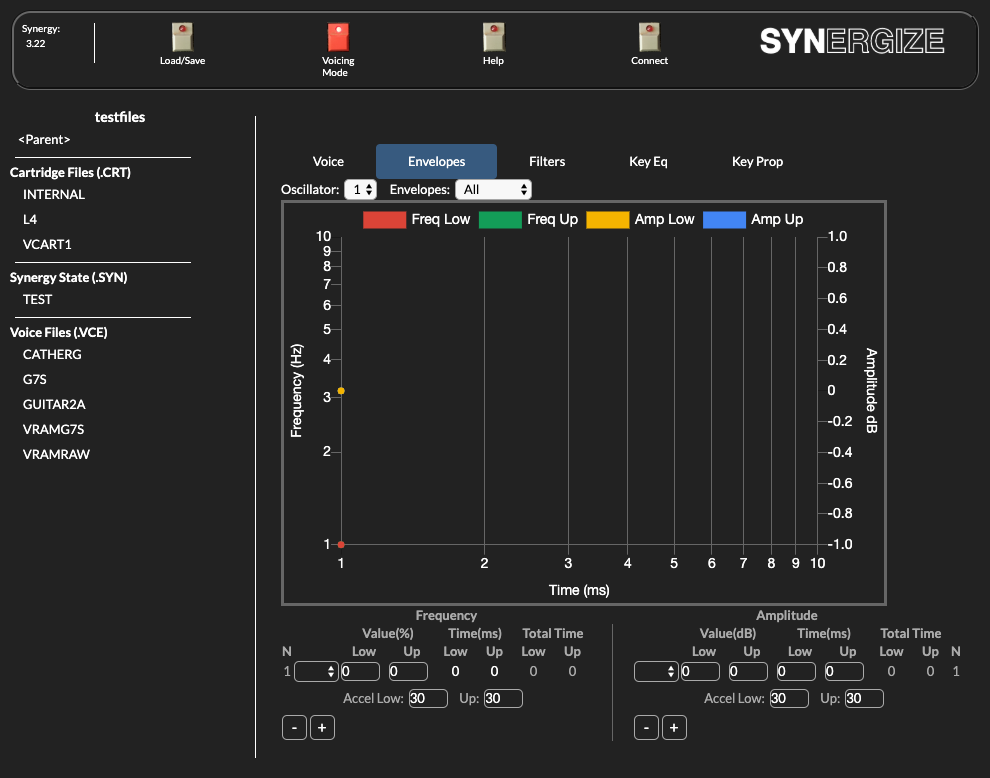 Synergy:
3.22
Load/Save
Voicing
Mode
Help
Connect
SYNERGIZE
testfiles
<Parent>
Cartridge Files (.CRT)
INTERNAL
L4
VCART1
Synergy State (.SYN)
TEST
Voice Files (.VCE)
CATHERG
G7S
GUITAR2A
VRAMG7S
VRAMRAW
Voice Envelopes Filters Key Eq Key Prop
Oscillator: 1 Envelopes: All
Freq Low Freq Up Amp Low Amp Up
10
9
8
7
6
5
4
3
2
1
Frequency (Hz)
1.0
0.8
0.6
0.4
0.2
0
-0.2
-0.4
-0.6
-0.8
-1.0
Amplitude dB
1 2 3 4 5 6 7 8 9 10
Time (ms)
Frequency
Value(%) Time(ms) Total Time
N Low Up Low Up Low Up
1 0 0 0 0 0 0
Accel Low: 30 Up: 30
- +
Amplitude
Value(dB) Time(ms) Total Time
Low Up Low Up Low Up N
0 0 0 0 0 0 1
Accel Low: 30 Up: 30
- +